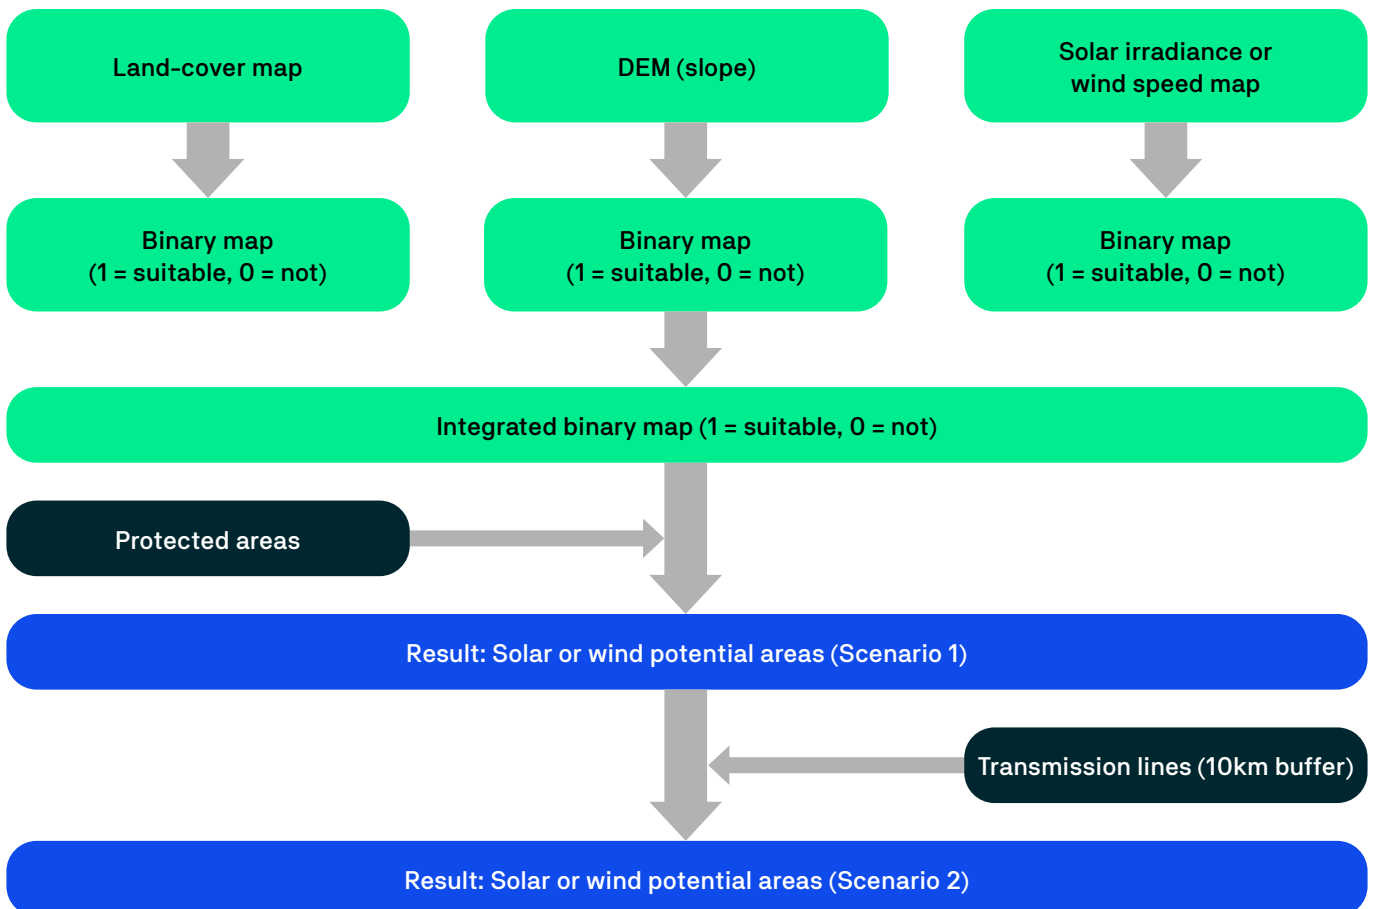 Land-cover map
DEM (slope)
Solar irradiance or
wind speed map
Binary map
(1 = suitable, 0 = not)
Binary map
(1 = suitable, 0 = not)
Binary map
(1 = suitable, 0 = not)
Integrated binary map (1 = suitable, 0 = not)
Protected areas
Result: Solar or wind potential areas (Scenario 1)
Transmission lines (10km buffer)
Result: Solar or wind potential areas (Scenario 2)